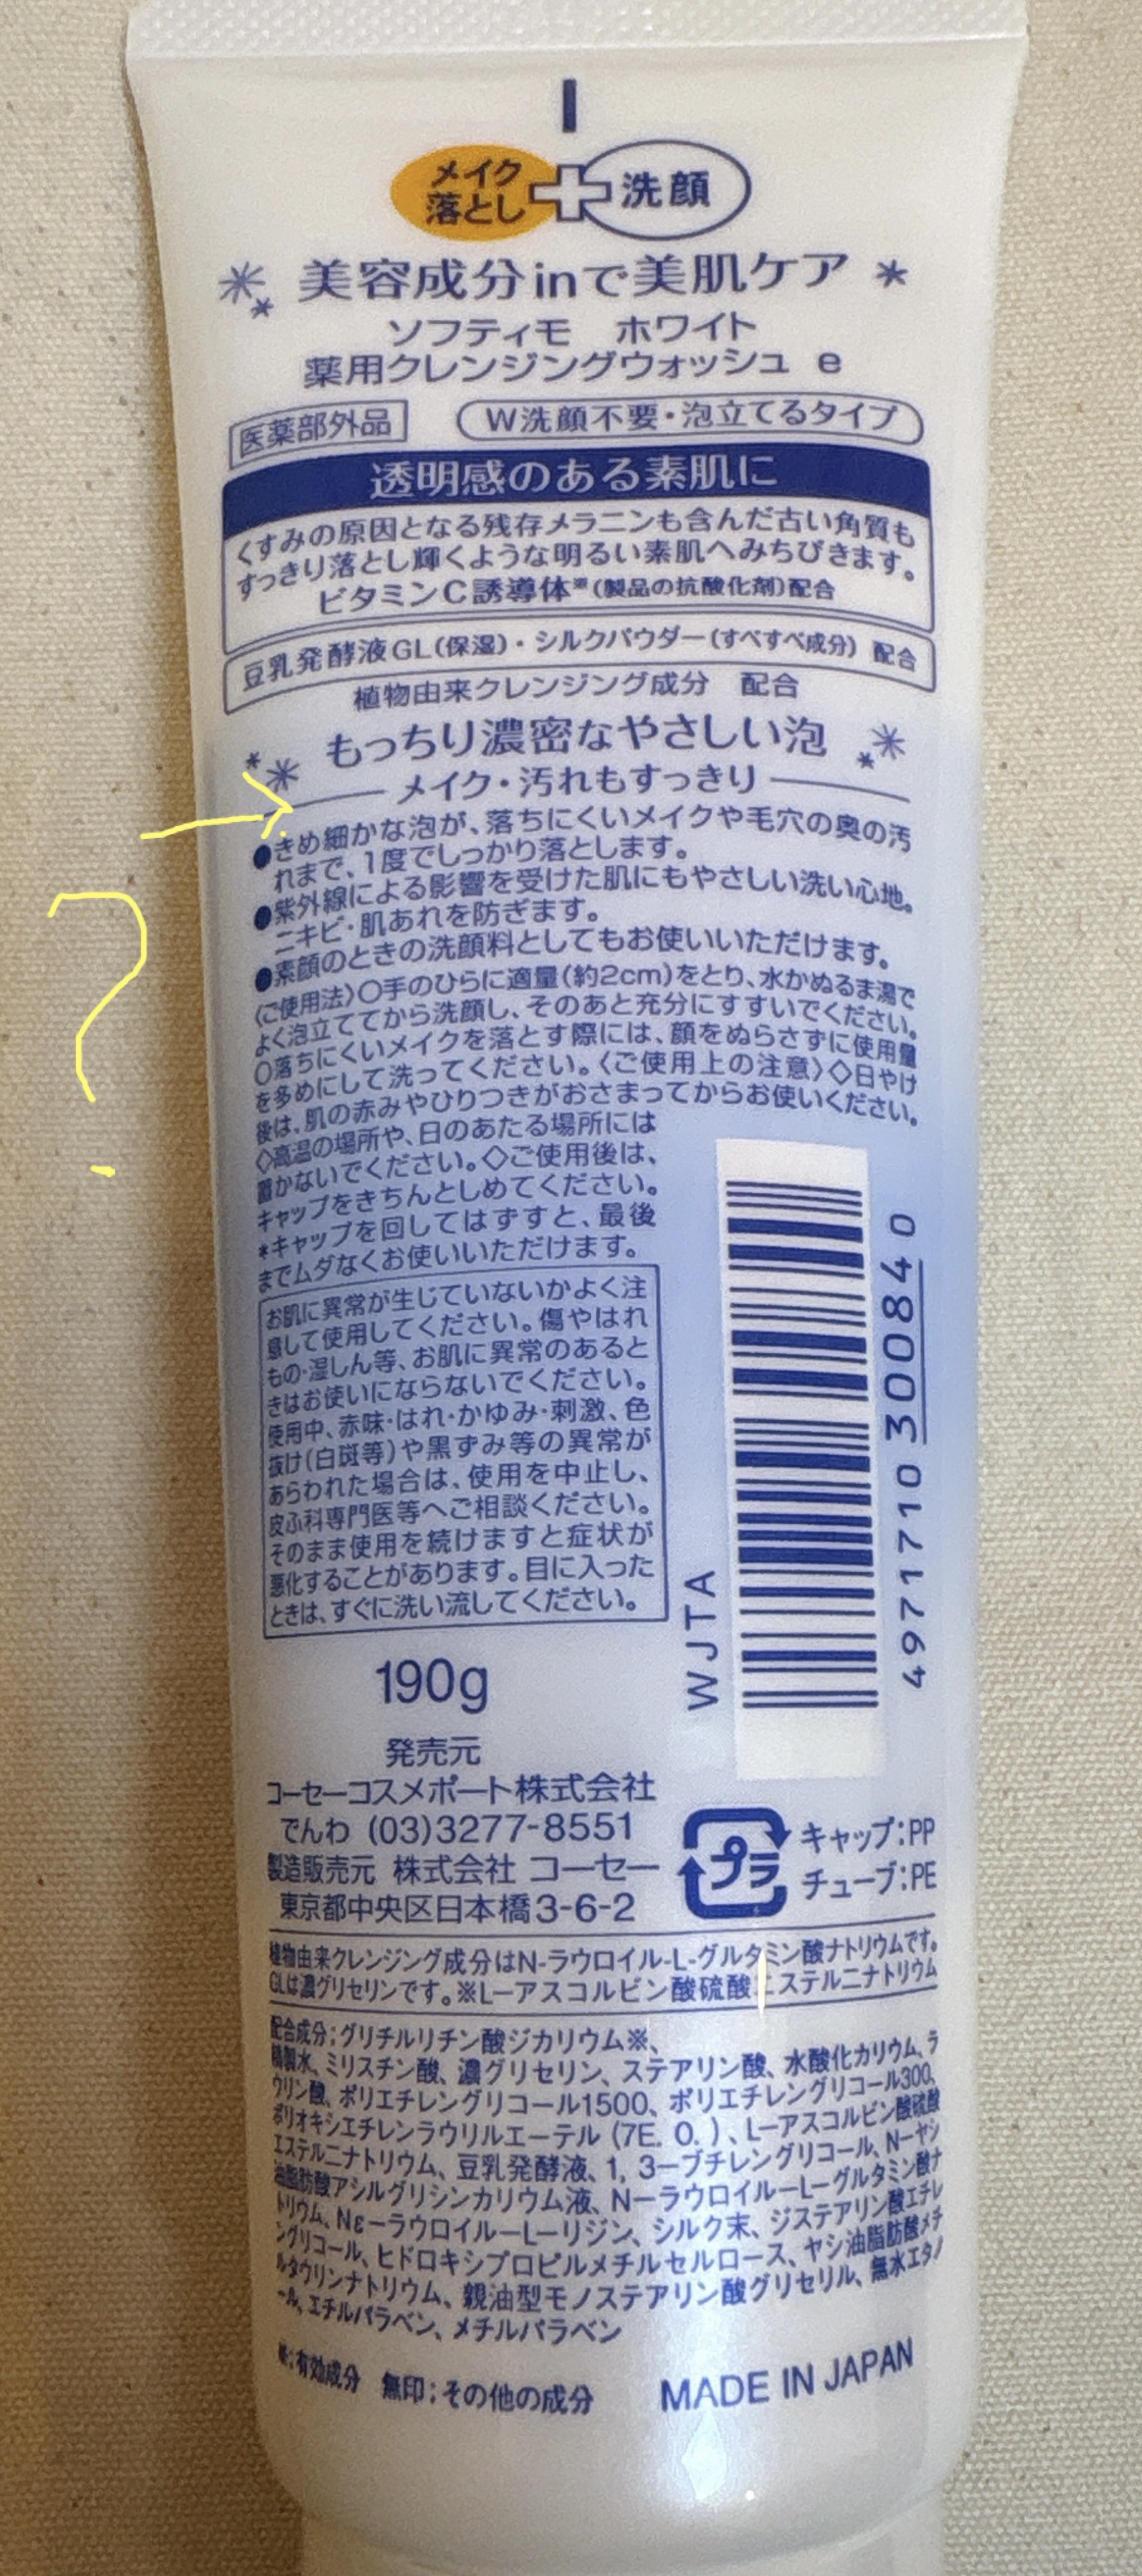 メイク
落とし
洗顔
美容成分inで美肌ケア
ソフティモ ホワイト
薬用クレンジングウォッシュ e
医薬部外品 W洗顔不要・泡立てるタイプ
透明感のある素肌に
くすみの原因となる残存メラニンも含んだ古い角質も
すっきり落とし輝くような明るい素肌へみちびきます。
ビタミンC誘導体※(製品の抗酸化剤)配合
豆乳発酵液GL(保湿)・シルクパウダー(すべすべ成分) 配合
植物由来クレンジング成分 配合
もっちり濃密なやさしい泡
メイク・汚れもすっきり
●きめ細かな泡が、落ちにくいメイクや毛穴の奥の汚
れまで、1度でしっかり落とします。
●紫外線による影響を受けた肌にもやさしい洗い心地。
ニキビ・肌あれを防ぎます。
●素顔のときの洗顔料としてもお使いいただけます。
〈ご使用法〉○手のひらに適量(約2cm)をとり、水かぬるま湯で
よく泡立ててから洗顔し、そのあと充分にすすいでください。
○落ちにくいメイクを落とす際には、顔をぬらさずに使用量
を多めにして洗ってください。〈ご使用上の注意〉◇日やけ
後は、肌の赤みやひりつきがおさまってからお使いください。
◇高温の場所や、日のあたる場所には
置かないでください。◇ご使用後は、
キャップをきちんとしめてください。
*キャップを回してはずすと、最後
までムダなくお使いいただけます。
お肌に異常が生じていないかよく注
意して使用してください。傷やはれ
もの・湿しん等、お肌に異常のあると
きはお使いにならないでください。
使用中、赤味・はれ・かゆみ・刺激、色
抜け(白斑等)や黒ずみ等の異常が
あらわれた場合は、使用を中止し、
皮ふ科専門医等へご相談ください。
そのまま使用を続けますと症状が
悪化することがあります。目に入った
ときは、すぐに洗い流してください。
WJTA
4971710300840
190g
発売元
コーセーコスメポート株式会社
でんわ (03)3277-8551
製造販売元 株式会社 コーセー
東京都中央区日本橋3-6-2
プラ
キャップ:PP
チューブ:PE
植物由来クレンジング成分はN-ラウロイル-L-グルタミン酸ナトリウムです。
GLは濃グリセリンです。※L-アスコルビン酸硫酸エステル二ナトリウム
配合成分:グリチルリチン酸ジカリウム※、
精製水、ミリスチン酸、濃グリセリン、ステアリン酸、水酸化カリウム、ラ
ウリン酸、ポリエチレングリコール1500、ポリエチレングリコール300、
ポリオキシエチレンラウリルエーテル (7E. O. )、L-アスコルビン酸硫酸
エステル二ナトリウム、豆乳発酵液、1, 3-ブチレングリコール、N-ヤシ
油脂肪酸アシルグリシンカリウム液、N-ラウロイル-L-グルタミン酸ナ
トリウム、Nε-ラウロイル-L-リジン、シルク末、ジステアリン酸エチレ
ングリコール、ヒドロキシプロピルメチルセルロース、ヤシ油脂肪酸メチ
ルタウリンナトリウム、親油型モノステアリン酸グリセリル、無水エタノ
ール、エチルパラベン、メチルパラベン
※:有効成分 無印:その他の成分
MADE IN JAPAN
?